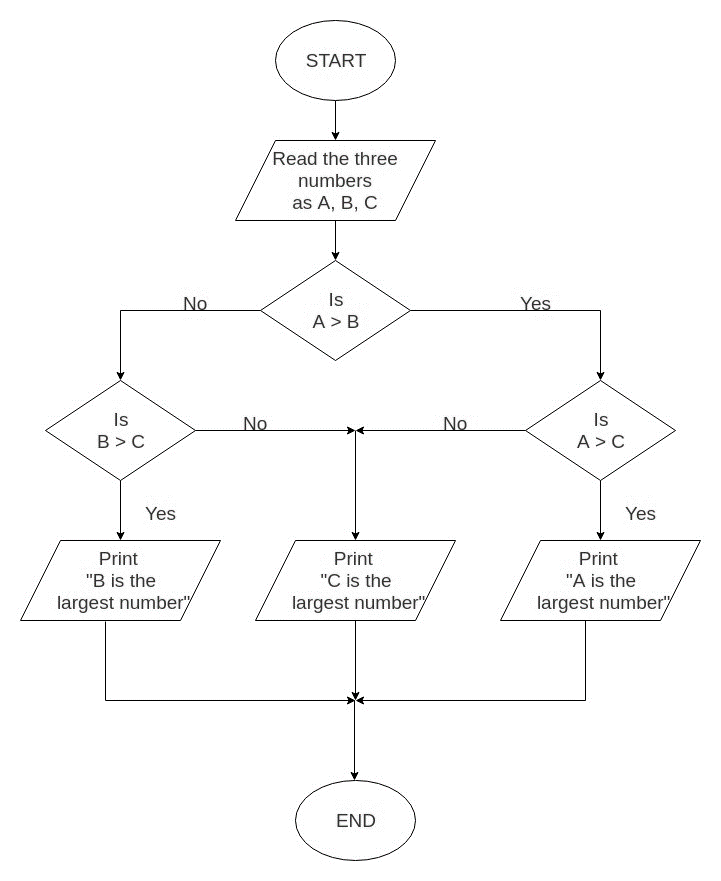 START
Read the three
numbers
as A, B, C
Is
A > B
No
Yes
Is
B > C
No
No
Is
A > C
Yes
Yes
Print
"B is the
largest number"
Print
"C is the
largest number"
Print
"A is the
largest number"
END